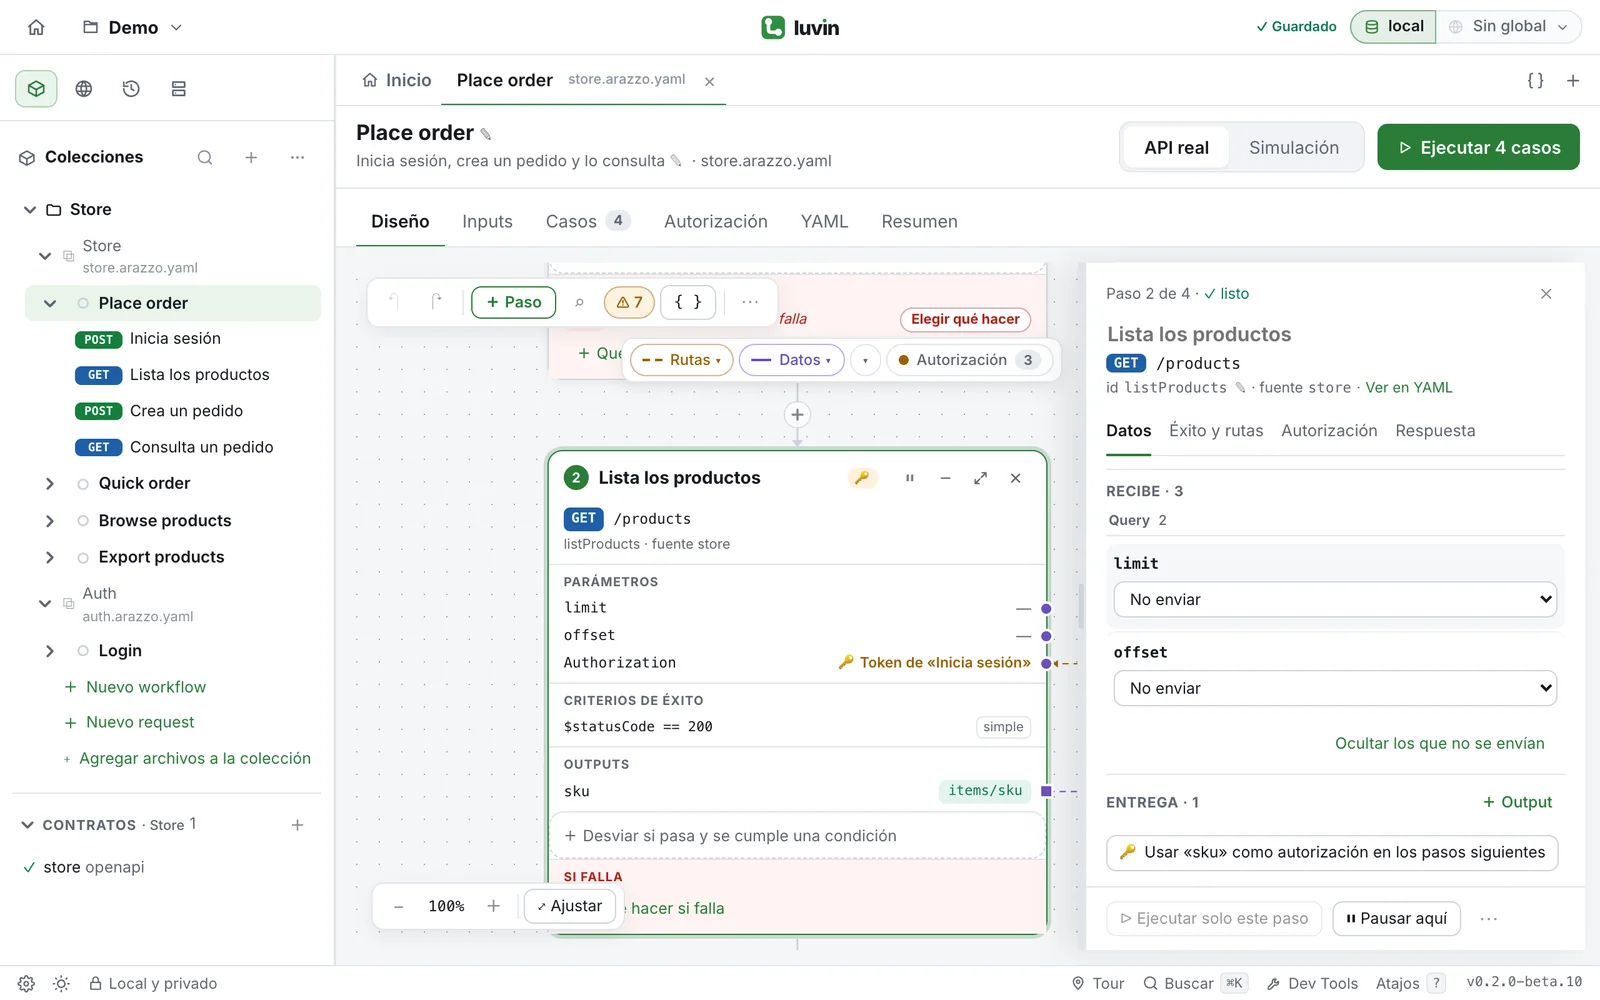 Demo
luvin
Guardado
local
Sin global
Inicio
Place order store.arazzo.yaml
Colecciones
Store
Store
store.arazzo.yaml
Place order
POST Inicia sesión
GET Lista los productos
POST Crea un pedido
GET Consulta un pedido
Quick order
Browse products
Export products
Auth
auth.arazzo.yaml
Login
+ Nuevo workflow
+ Nuevo request
+ Agregar archivos a la colección
CONTRATOS · Store 1
store openapi
Place order
Inicia sesión, crea un pedido y lo consulta · store.arazzo.yaml
API real
Simulación
Ejecutar 4 casos
Diseño
Inputs
Casos 4
Autorización
YAML
Resumen
+ Paso
7
{ }
...
falla
Elegir qué hacer
+ Que
Rutas
Datos
Autorización 3
2 Lista los productos
GET /products
listProducts · fuente store
PARÁMETROS
limit —
offset —
Authorization Token de «Inicia sesión»
CRITERIOS DE ÉXITO
$statusCode == 200 simple
OUTPUTS
sku items/sku
+ Desviar si pasa y se cumple una condición
SI FALLA
hacer si falla
− 100% +
Ajustar
Paso 2 de 4 · ✓ listo
Lista los productos
GET /products
id listProducts · fuente store · Ver en YAML
Datos
Éxito y rutas
Autorización
Respuesta
RECIBE · 3
Query 2
limit
No enviar
offset
No enviar
Ocultar los que no se envían
ENTREGA · 1
+ Output
Usar «sku» como autorización en los pasos siguientes
Ejecutar solo este paso
Pausar aquí
...
Local y privado
Tour
Buscar ⌘K
Dev Tools
Atajos ?
v0.2.0-beta.10